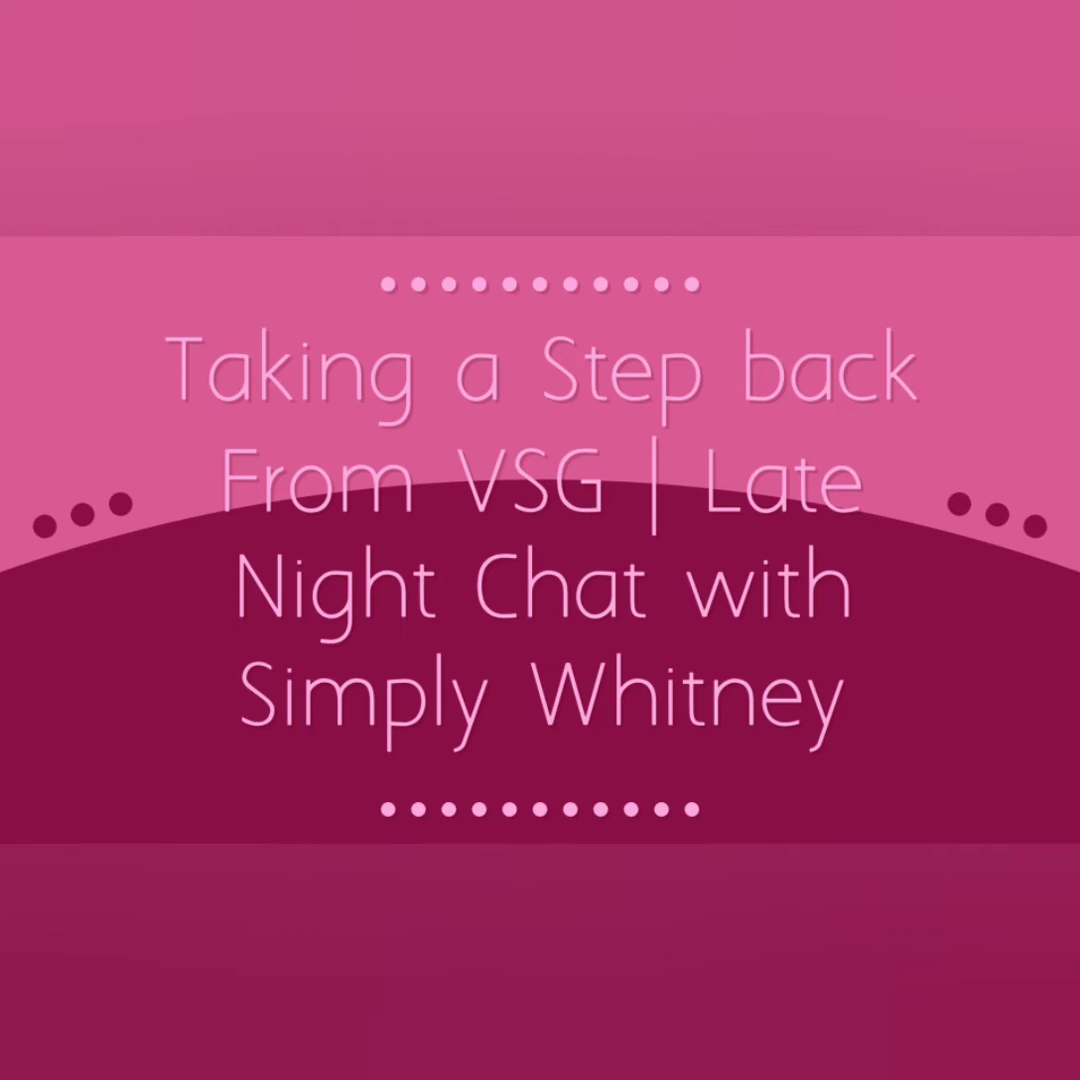 Taking a Step back
From VSG | Late
Night Chat with
Simply Whitney